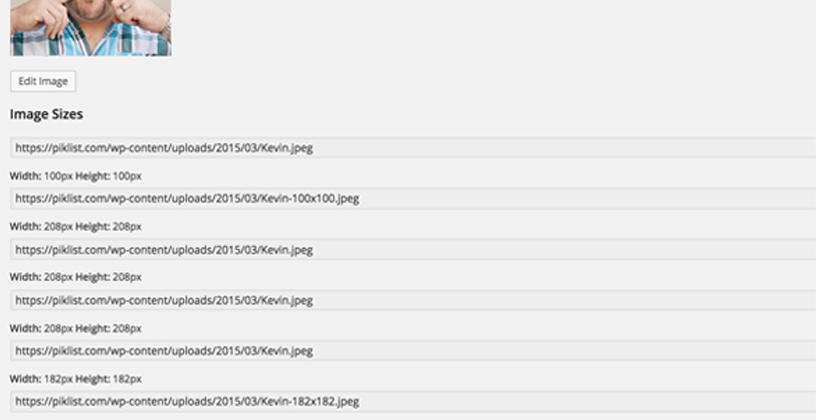 Edit Image
Image Sizes
https://piklist.com/wp-content/uploads/2015/03/Kevin.jpeg
Width: 100px Height: 100px
https://piklist.com/wp-content/uploads/2015/03/Kevin-100x100.jpeg
Width: 208px Height: 208px
https://piklist.com/wp-content/uploads/2015/03/Kevin.jpeg
Width: 208px Height: 208px
https://piklist.com/wp-content/uploads/2015/03/Kevin.jpeg
Width: 208px Height: 208px
https://piklist.com/wp-content/uploads/2015/03/Kevin.jpeg
Width: 182px Height: 182px
https://piklist.com/wp-content/uploads/2015/03/Kevin-182x182.jpeg